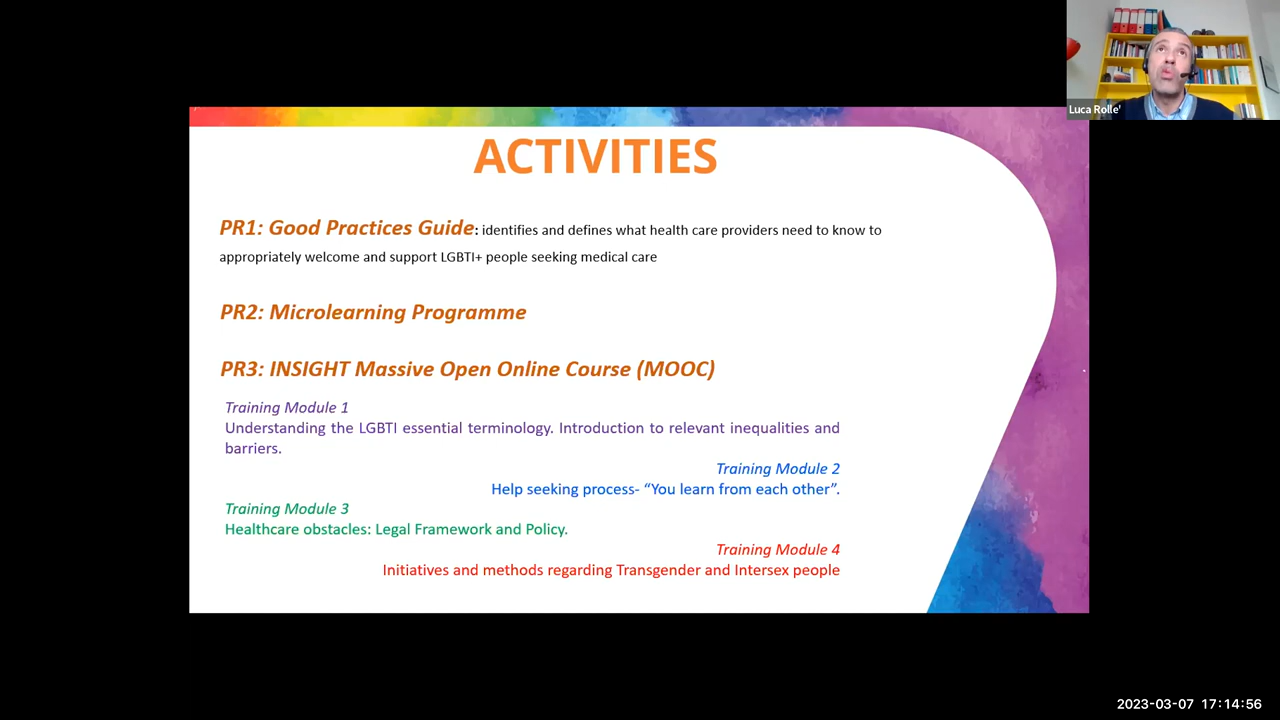 Luca Rolle'
ACTIVITIES
PR1: Good Practices Guide: identifies and defines what health care providers need to know to
appropriately welcome and support LGBTI+ people seeking medical care
PR2: Microlearning Programme
PR3: INSIGHT Massive Open Online Course (MOOC)
Training Module 1
Understanding the LGBTI essential terminology. Introduction to relevant inequalities and
barriers.
Training Module 2
Help seeking process- “You learn from each other”.
Training Module 3
Healthcare obstacles: Legal Framework and Policy.
Training Module 4
Initiatives and methods regarding Transgender and Intersex people
2023-03-07 17:14:56